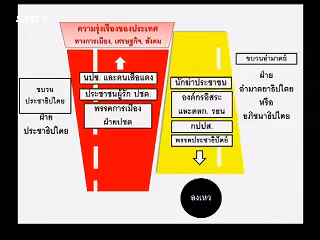 ความรุ่งเรืองของประเทศ
ทางการเมือง, เศรษฐกิจ, สังคม
ขบวน
ประชาธิปไตย
ฝ่าย
ประชาธิปไตย
นปช. และคนเสื้อแดง
ประชาชนผู้รัก ปชต.
พรรคการเมือง
ฝ่ายปชต
นักฆ่าประชาชน
องค์กรอิสระ
และตลก. รธน
กปปส.
พรรคประชาธิปัตย์
ขบวนอำมาตย์
ฝ่าย
อำมาตยาธิปไตย
หรือ
อภิชนาธิปไตย
ลงเหว